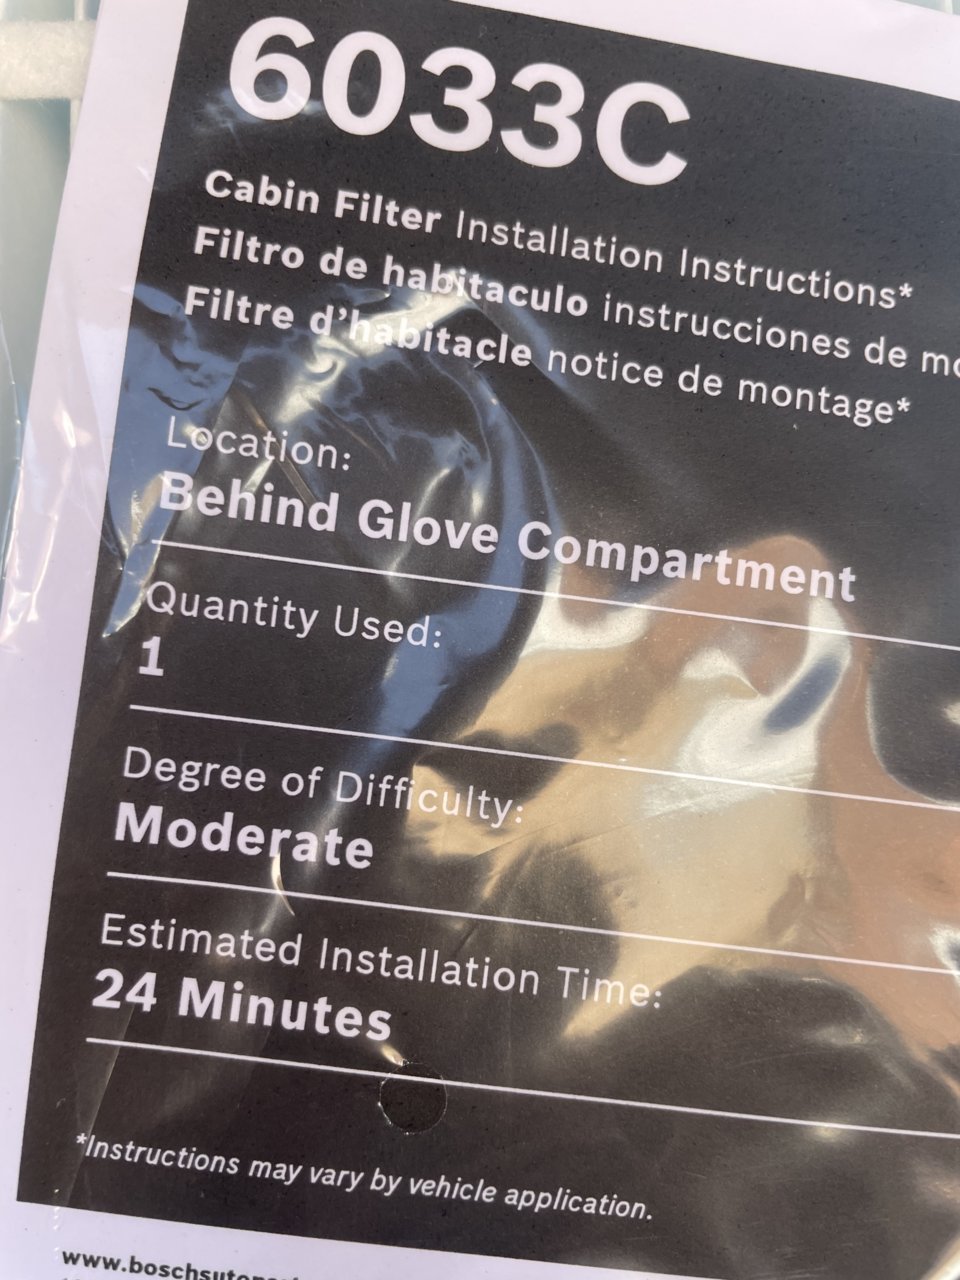 6033C
Cabin Filter Installation Instructions*
Filtro de habitaculo instrucciones de
Filtre d'habitacle notice de montage*
Location:
Behind Glove Compartment
Quantity Used:
1
Degree of Difficulty:
Moderate
Estimated Installation Time:
24 Minutes
*Instructions may vary by vehicle application.